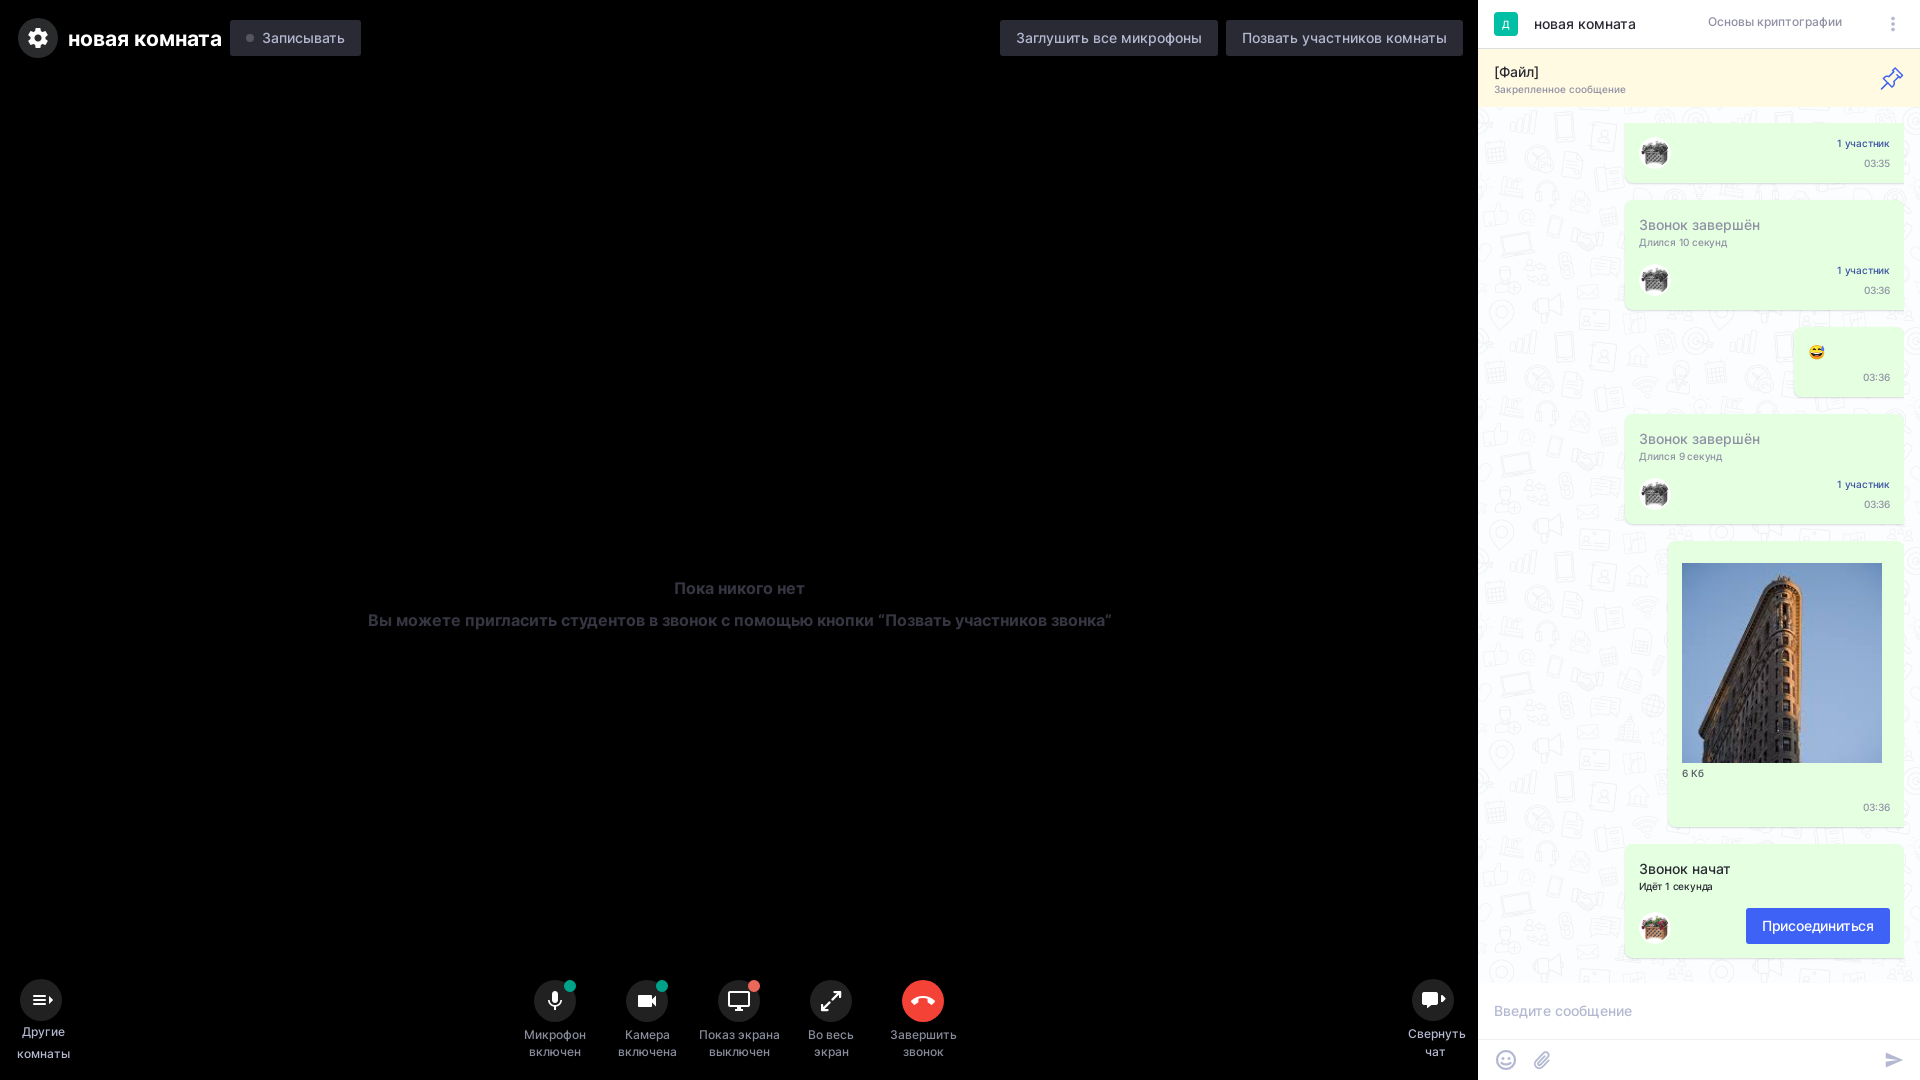 новая комната
Записывать
Заглушить все микрофоны
Позвать участников комнаты
Пока никого нет
Вы можете пригласить студентов в звонок с помощью кнопки “Позвать участников звонка”
Другие
комнаты
Микрофон
включен
Камера
включена
Показ экрана
выключен
Во весь
экран
Завершить
звонок
Свернуть
чат
Д
новая комната
Основы криптографии
[Файл]
Закрепленное сообщение
1 участник
03:35
Звонок завершён
Длился 10 секунд
1 участник
03:36
03:36
Звонок завершён
Длился 9 секунд
1 участник
03:36
6 Кб
03:36
Звонок начат
Идёт 1 секунда
Присоединиться
Введите сообщение